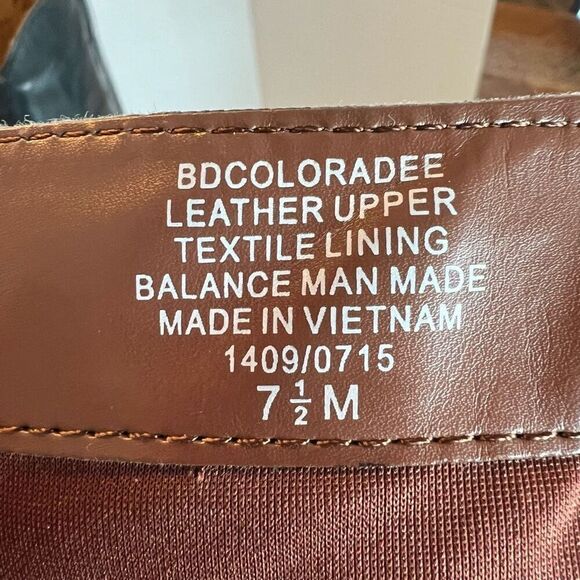 BDCOLORADEE
LEATHER UPPER
TEXTILE LINING
BALANCE MAN MADE
MADE IN VIETNAM
1409/0715
7 ½ M